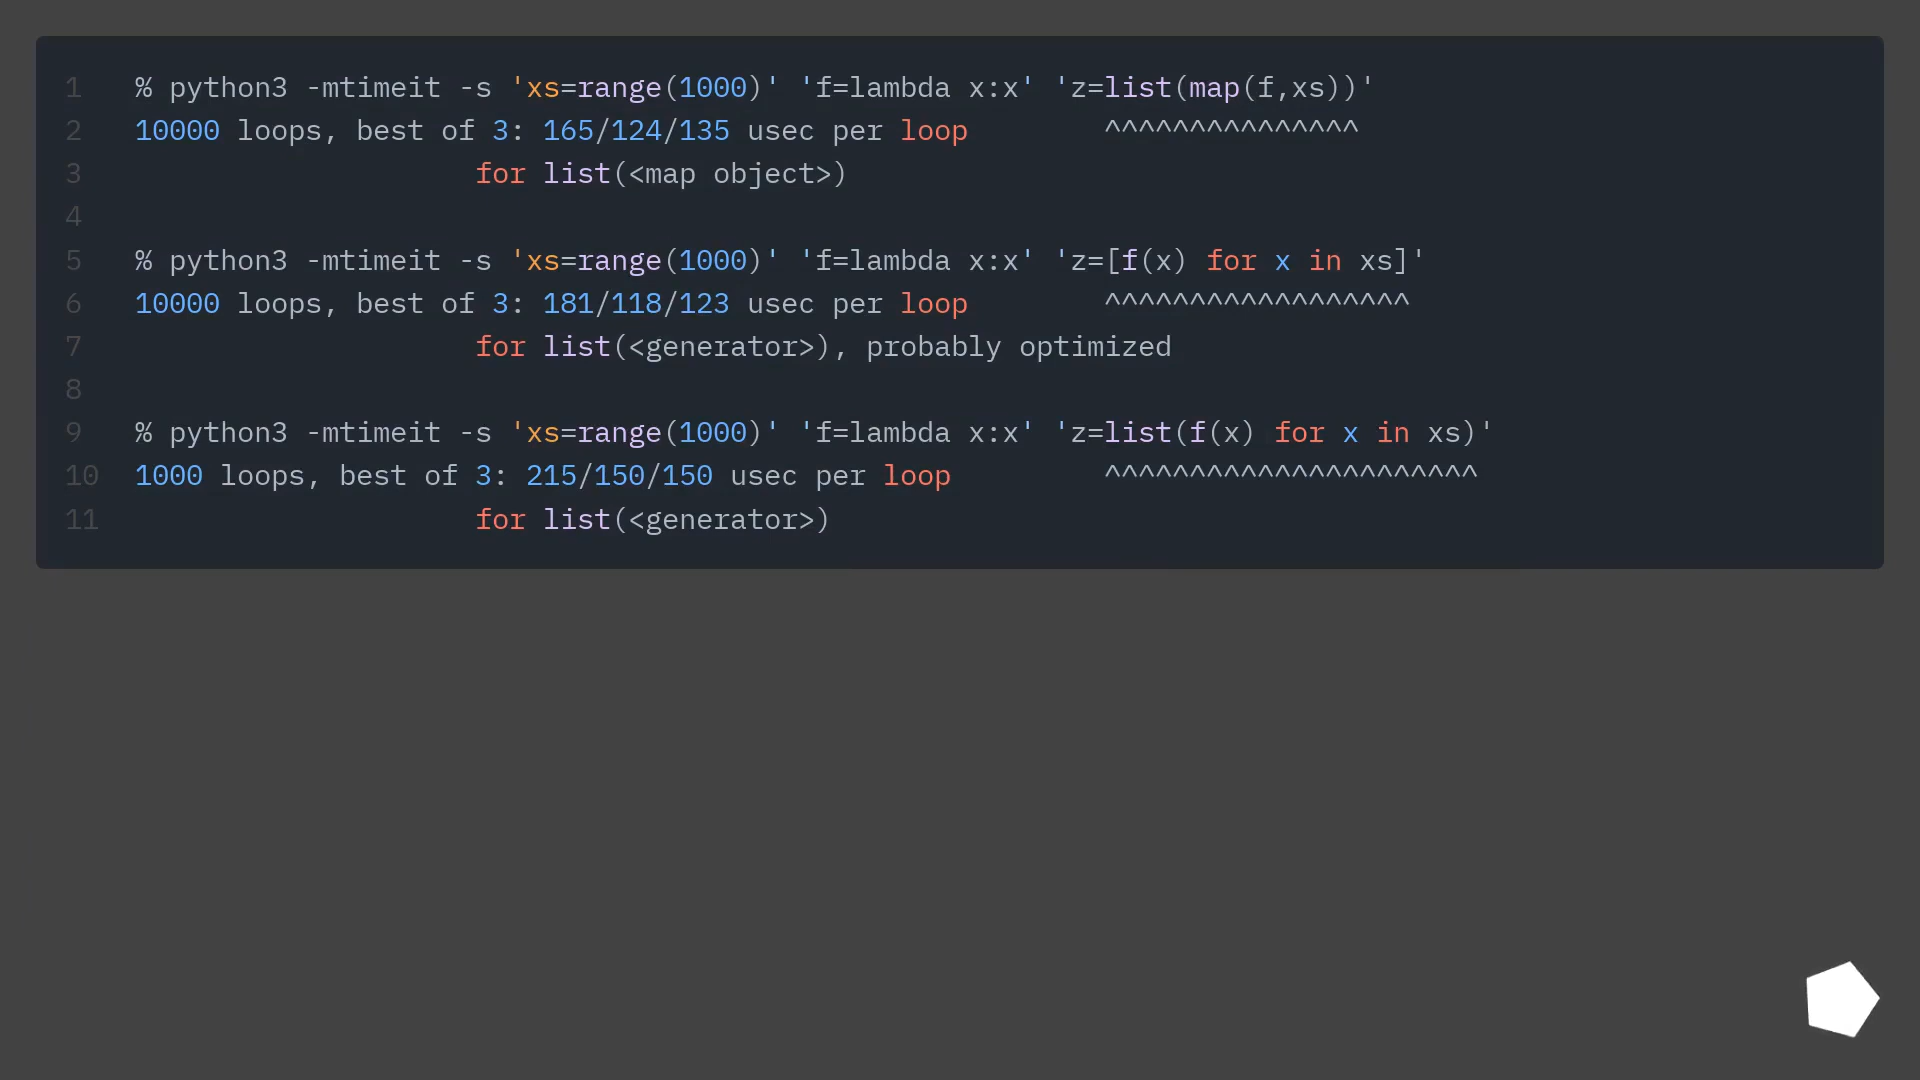 1 % python3 -mtimeit -s 'xs=range(1000)' 'f=lambda x:x' 'z=list(map(f,xs))'
2 10000 loops, best of 3: 165/124/135 usec per loop        ^^^^^^^^^^^^^^^
3                     for list(<map object>)
4
5 % python3 -mtimeit -s 'xs=range(1000)' 'f=lambda x:x' 'z=[f(x) for x in xs]'
6 10000 loops, best of 3: 181/118/123 usec per loop        ^^^^^^^^^^^^^^^^^^
7                     for list(<generator>), probably optimized
8
9 % python3 -mtimeit -s 'xs=range(1000)' 'f=lambda x:x' 'z=list(f(x) for x in xs)'
10 1000 loops, best of 3: 215/150/150 usec per loop         ^^^^^^^^^^^^^^^^^^^^^^
11                     for list(<generator>)